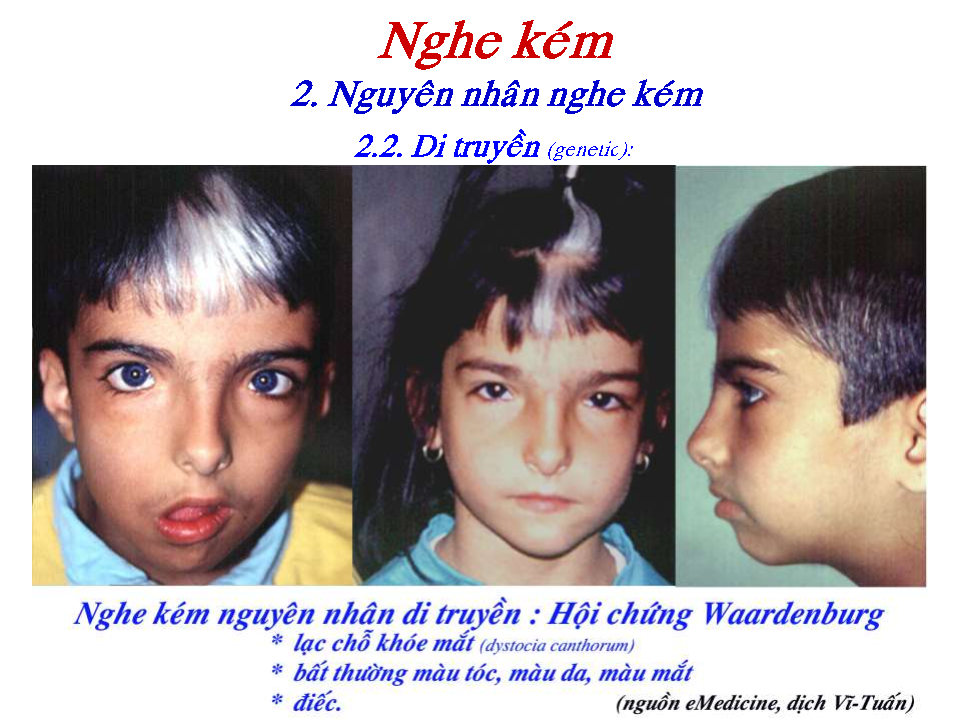 Nghe kém
2. Nguyên nhân nghe kém
2.2. Di truyền (genetic):
Nghe kém nguyên nhân di truyền : Hội chứng Waardenburg
* lạc chỗ khóe mắt (dystocia canthorum)
* bất thường màu tóc, màu da, màu mắt
* điếc.
(nguồn eMedicine, dịch Vĩ-Tuấn)